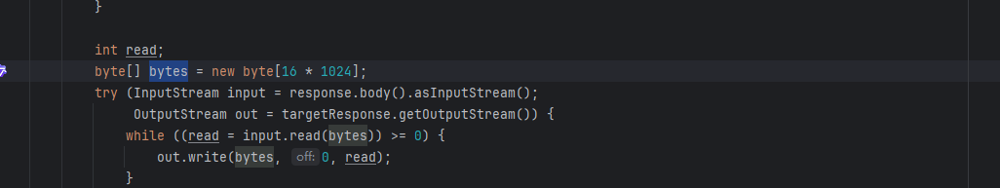 }
int read;
byte[] bytes = new byte[16 * 1024];
try (InputStream input = response.body().asInputStream();
OutputStream out = targetResponse.getOutputStream()) {
while ((read = input.read(bytes)) >= 0) {
out.write(bytes, off: 0, read);
}